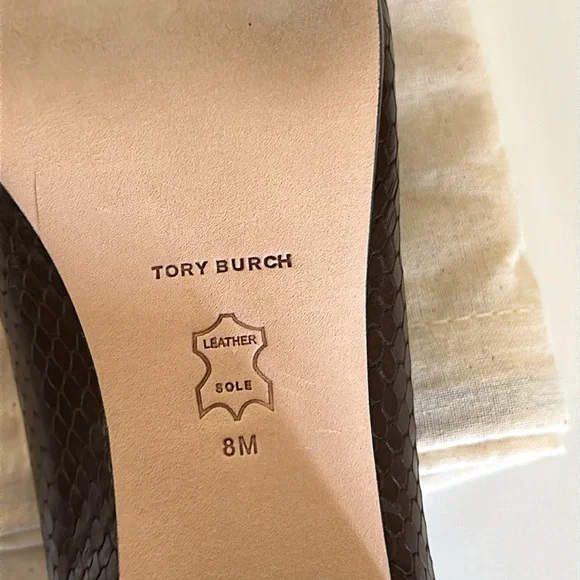 TORY BURCH
LEATHER
SOLE
8M